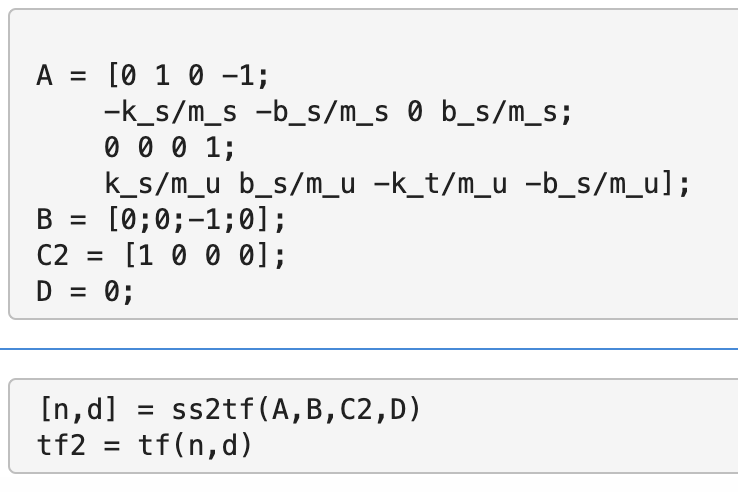 A = [0 1 0 -1;
-k_s/m_s -b_s/m_s 0 b_s/m_s;
0 0 0 1;
k_s/m_u b_s/m_u -k_t/m_u -b_s/m_u];
B = [0;0;-1;0];
C2 = [1 0 0 0];
D = 0;
[n,d] = ss2tf(A,B,C2,D)
tf2 = tf(n,d)